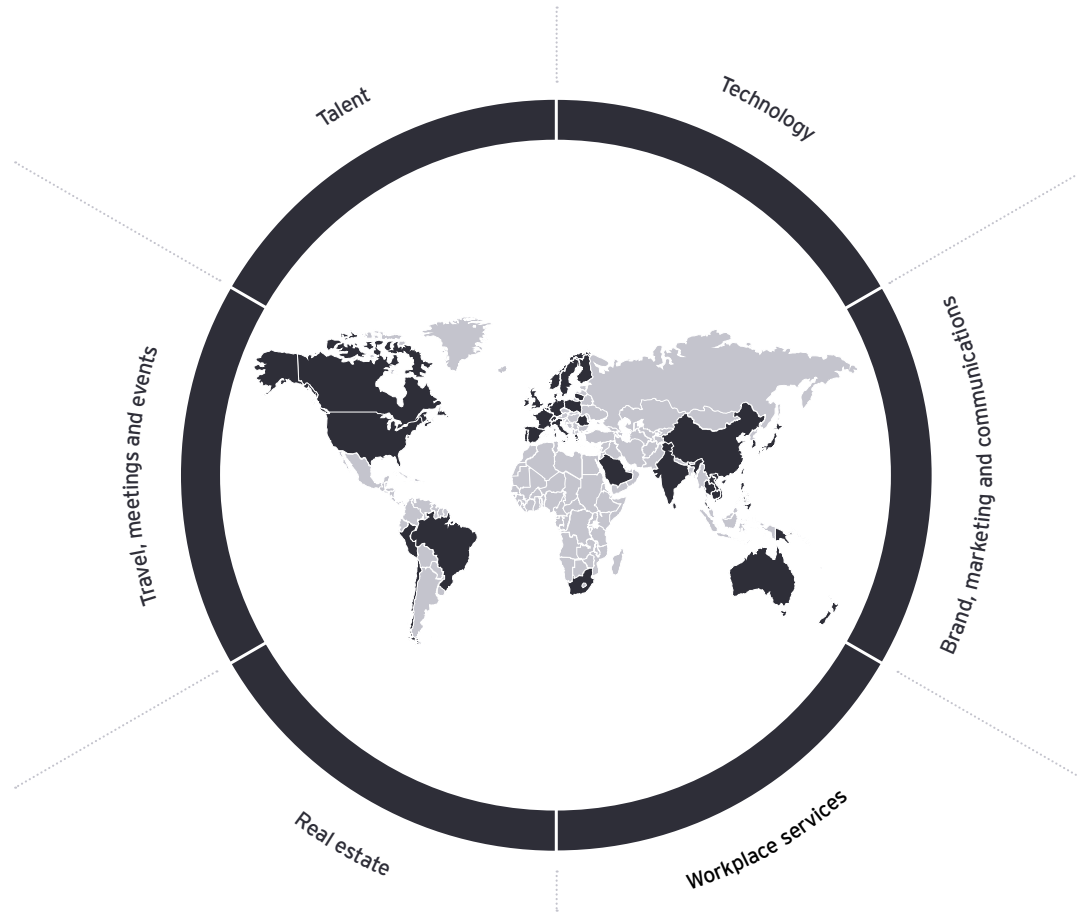 Talent
Technology
Travel, meetings and events
Brand, marketing and communications
Real estate
Workplace services